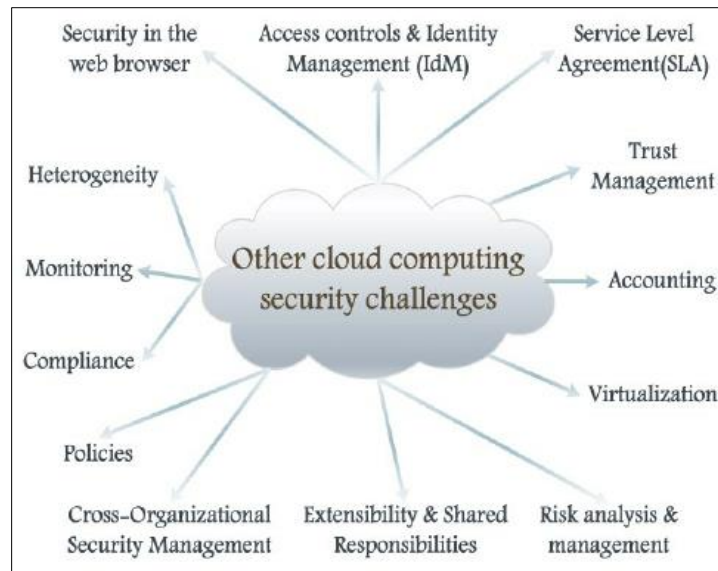 Security in the
web browser
Access controls & Identity
Management (IdM)
Service Level
Agreement(SLA)
Trust
Management
Heterogeneity
Other cloud computing
security challenges
Monitoring
Accounting
Compliance
Virtualization
Policies
Cross-Organizational
Security Management
Extensibility & Shared
Responsibilities
Risk analysis &
management